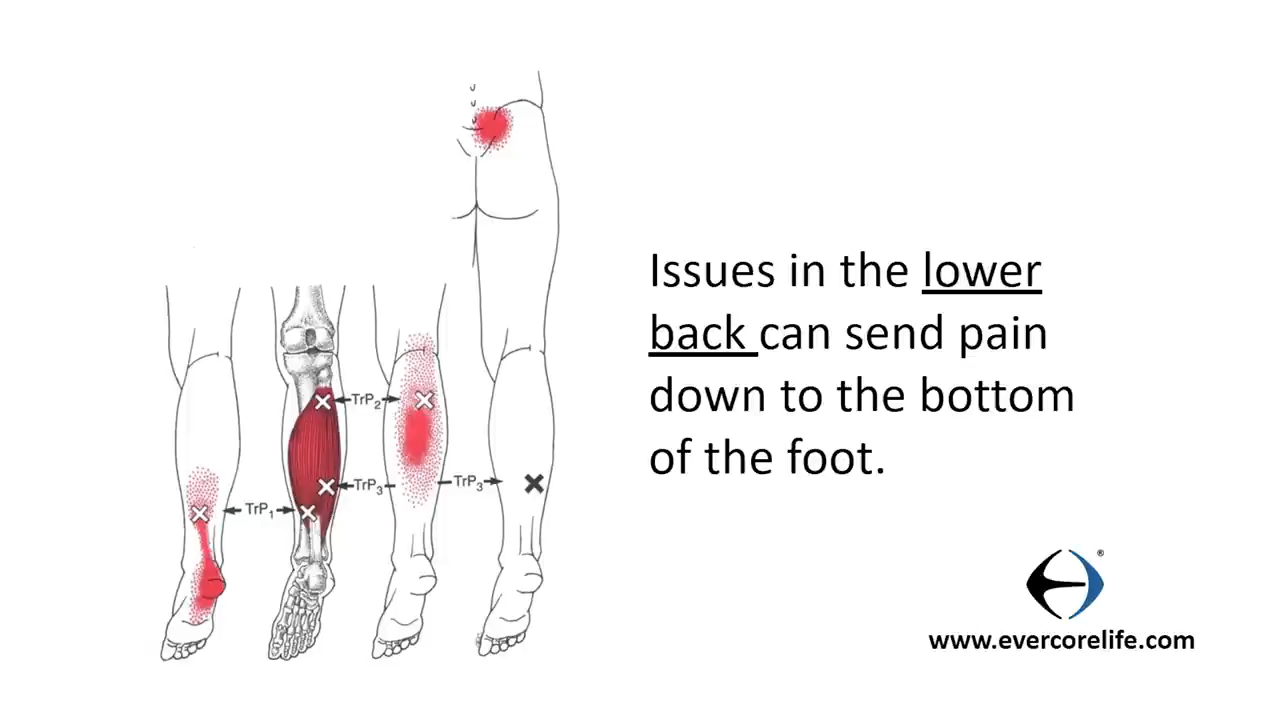 Issues in the lower
back can send pain
down to the bottom
of the foot.
TrP2
TrP3
TrP3
TrP1
®
www.evercorelife.com